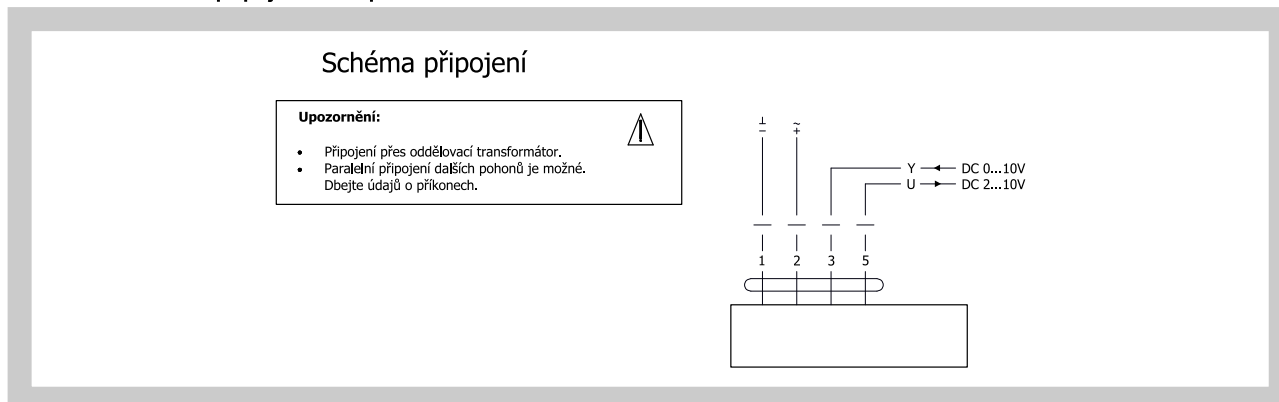 Schéma připojení
Upozornění:
• Připojení přes oddělovací transformátor.
• Paralelní připojení dalších pohonů je možné.
Dbejte údajů o příkonech.
⊥ ~
− +
Y DC 0...10V
U DC 2...10V
1 2 3 5